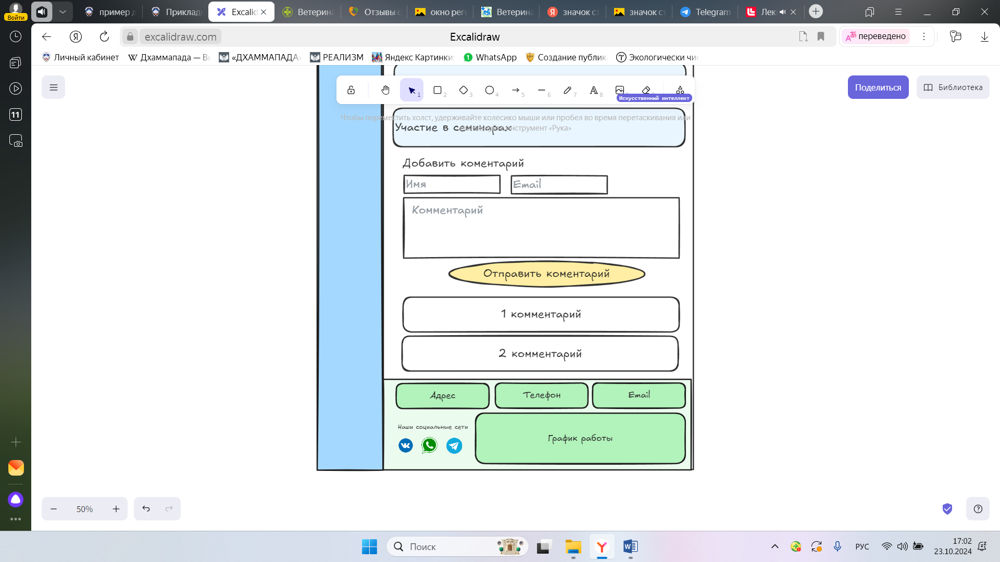 Войти
пример д
Приклад
Excalid
Ветерина
Отзывы с
окно рег
Ветерина
значок ст
значок ст
Telegram
Лек
excalidraw.com
Excalidraw
переведено
Личный кабинет
Дхаммапада — Ви
«ДХАММАПАДА»
РЕАЛИЗМ
Яндекс Картинки:
WhatsApp
Создание публика
Экологически чис
11
1
2
3
4
5
6
7
8
Искусственный интеллект
Поделиться
Библиотека
Чтобы переместить холст, удерживайте колесико мыши или пробел во время перетаскивания или
инструмент «Рука»
Участие в семинарах
Добавить коментарий
Имя
Email
Комментарий
Отправить коментарий
1 комментарий
2 комментарий
Адрес
Телефон
Email
Наши социальные сети
График работы
50%
Поиск
РУС
17:02
23.10.2024